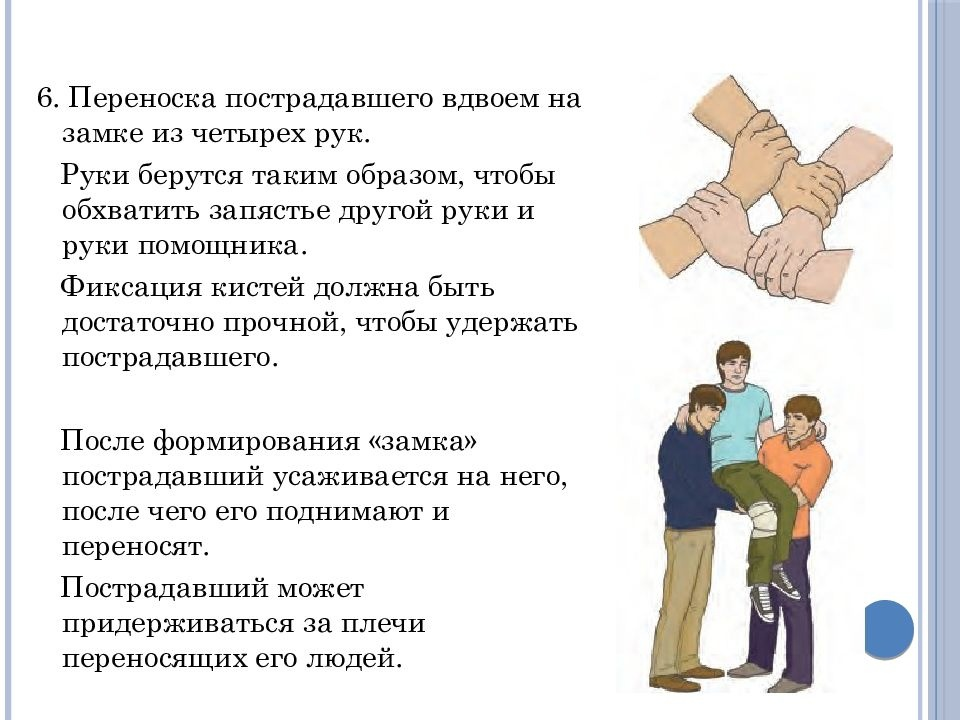 6. Переноска пострадавшего вдвоем на
замке из четырех рук.
Руки берутся таким образом, чтобы
обхватить запястье другой руки и
руки помощника.
Фиксация кистей должна быть
достаточно прочной, чтобы удержать
пострадавшего.
После формирования «замка»
пострадавший усаживается на него,
после чего его поднимают и
переносят.
Пострадавший может
придерживаться за плечи
переносящих его людей.